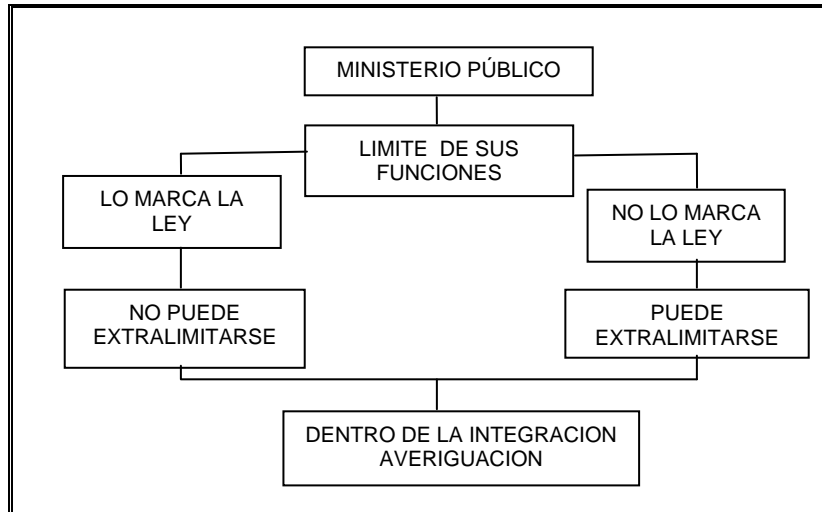 MINISTERIO PÚBLICO
LIMITE DE SUS
FUNCIONES
LO MARCA LA
LEY
NO LO MARCA
LA LEY
NO PUEDE
EXTRALIMITARSE
PUEDE
EXTRALIMITARSE
DENTRO DE LA INTEGRACION
AVERIGUACION